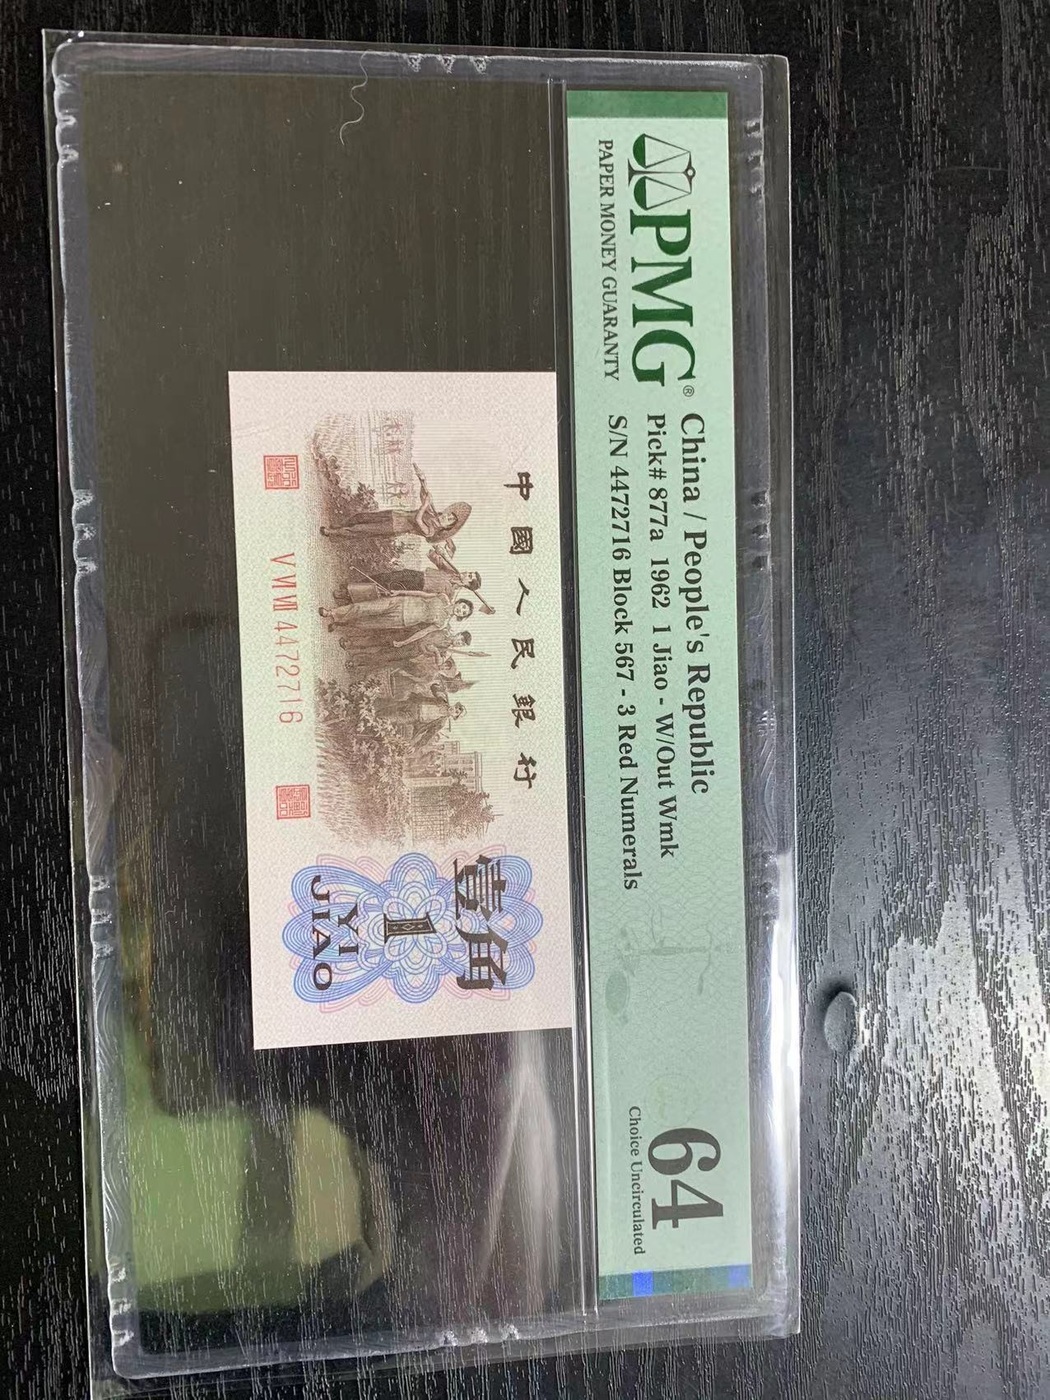 PMG®
PAPER MONEY GUARANTY
China / People's Republic
Pick# 877a 1962 1 Jiao - W/Out Wmk
S/N 4472716 Block 567 - 3 Red Numerals
64
Choice Uncirculated
中國人民銀行
壹角
1
YI
JIAO
ⅤⅥⅦ 4472716